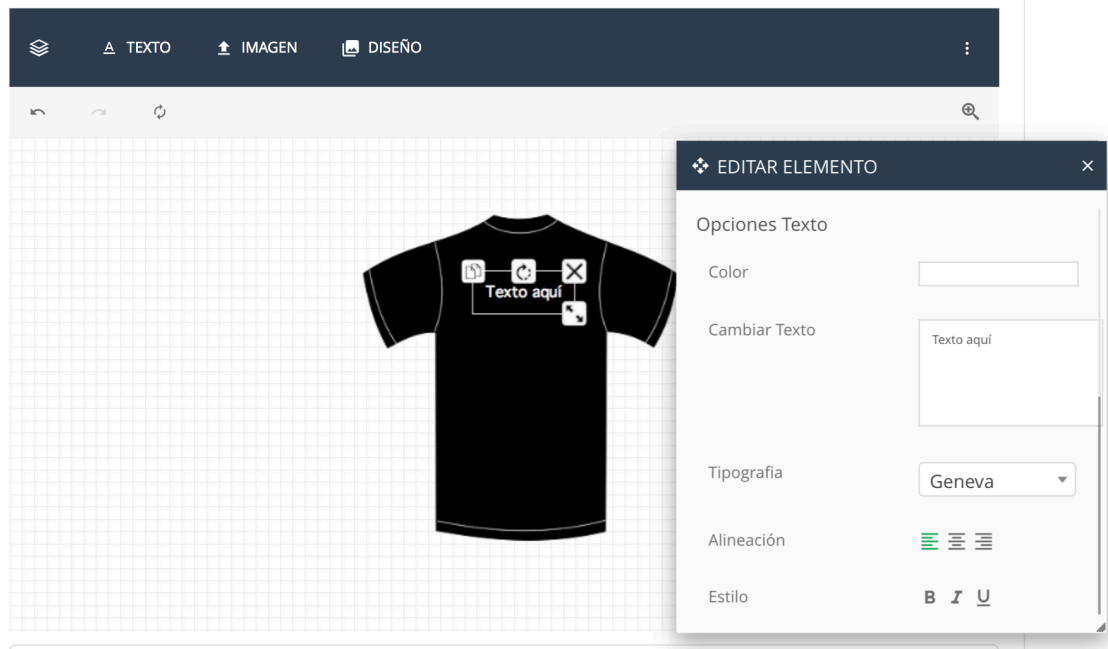 TEXTO
IMAGEN
DISEÑO
EDITAR ELEMENTO
Opciones Texto
Color
Cambiar Texto
Texto aquí
Tipografia
Geneva
Alineación
Estilo
B I U
Texto aquí